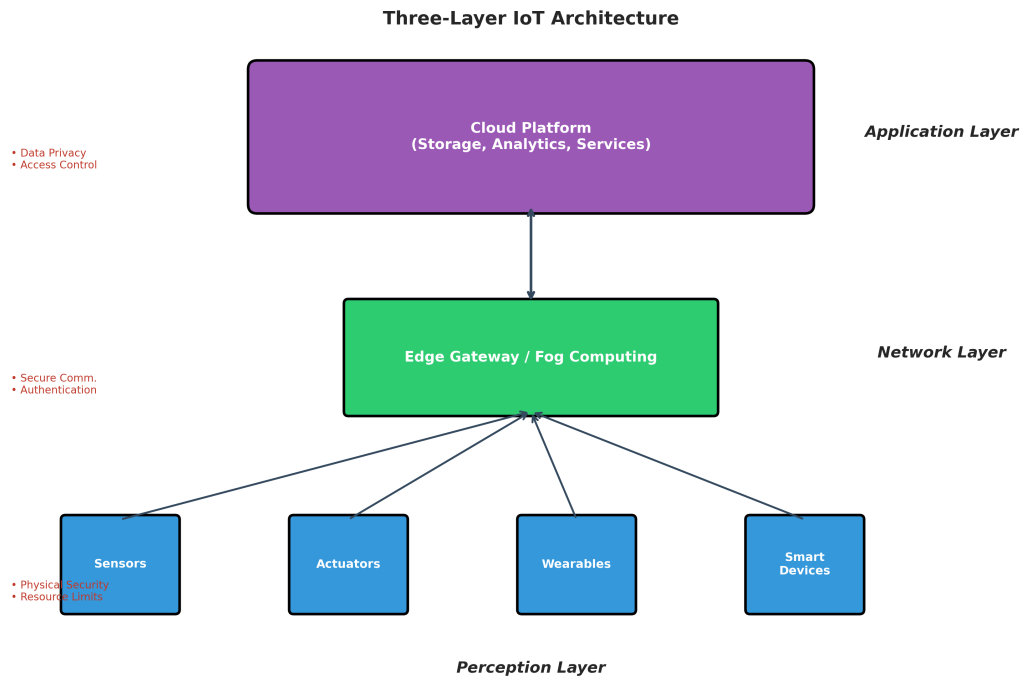 Three-Layer IoT Architecture
Cloud Platform
(Storage, Analytics, Services)
Application Layer
• Data Privacy
• Access Control
Edge Gateway / Fog Computing
Network Layer
• Secure Comm.
• Authentication
Sensors
Actuators
Wearables
Smart
Devices
• Physical Security
• Resource Limits
Perception Layer